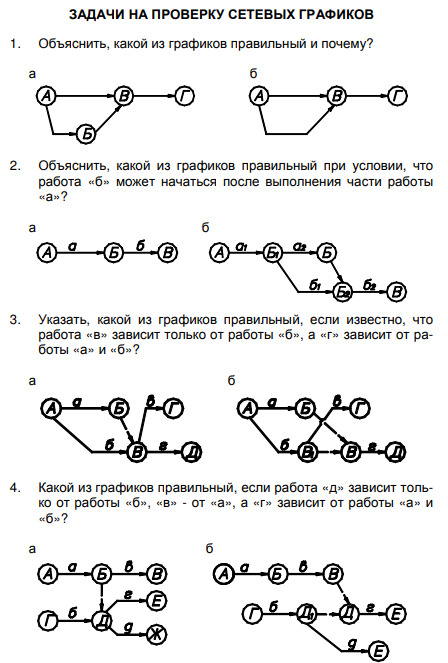 ЗАДАЧИ НА ПРОВЕРКУ СЕТЕВЫХ ГРАФИКОВ
1. Объяснить, какой из графиков правильный и почему?
а б
А В Г А В Г
Б
2. Объяснить, какой из графиков правильный при условии, что
работа «б» может начаться после выполнения части работы
«а»?
а б
А а Б б В А а1 Б1 а2 Б
б1 Б2 б2 В
3. Указать, какой из графиков правильный, если известно, что
работа «в» зависит только от работы «б», а «г» зависит от ра-
боты «а» и «б»?
а б
А а Б в Г А а Б в Г
б В г Д б В1 В г Д
4. Какой из графиков правильный, если работа «д» зависит толь-
ко от работы «б», «в» - от «а», а «г» зависит от работы «а» и
«б»?
а б
А а Б в В А а Б в В
Г б Д г Е Г б Д1 Д г Е
д Ж д Е